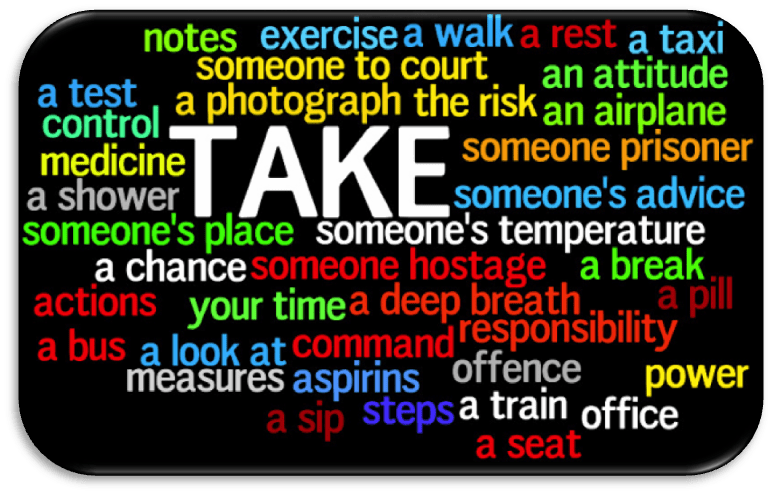 notes exercise a walk a rest a taxi
someone to court an attitude
a test a photograph the risk an airplane
control
medicine TAKE someone prisoner
a shower someone's advice
someone's place someone's temperature
a chance someone hostage a break
actions your time a deep breath a pill
a bus a look at command responsibility
measures aspirins offence power
a sip steps a train office
a seat